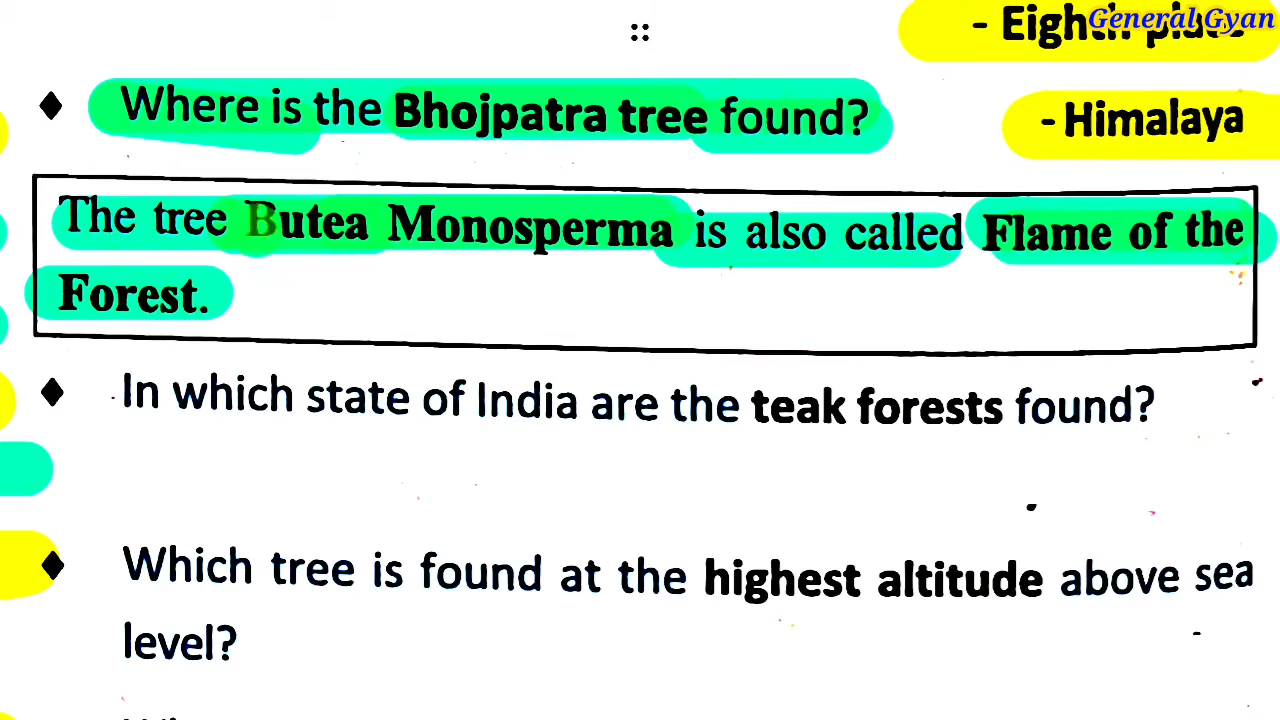 General Gyan
- Eighth place
::
♦ Where is the Bhojpatra tree found? - Himalaya
The tree Butea Monosperma is also called Flame of the
Forest.
♦ In which state of India are the teak forests found?
♦ Which tree is found at the highest altitude above sea
level?